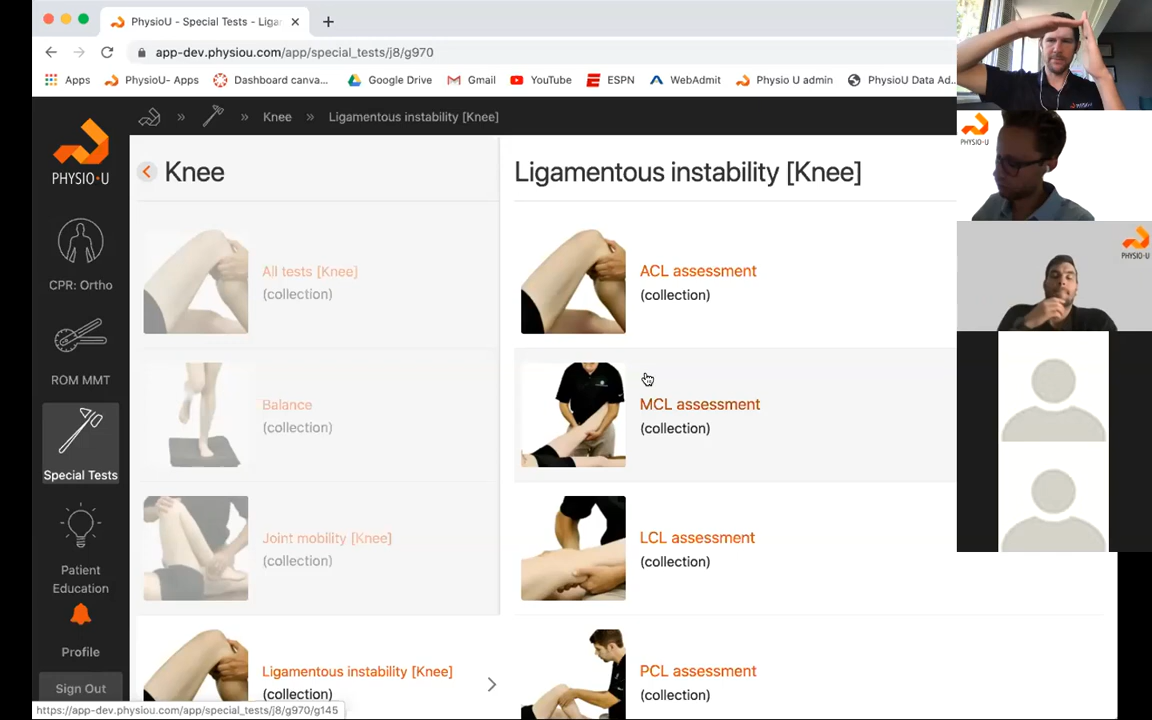 PhysioU - Special Tests - Liga
app-dev.physiou.com/app/special_tests/j8/g970
Apps
PhysioU- Apps
Dashboard canva...
Google Drive
Gmail
YouTube
ESPN
WebAdmit
Physio U admin
PhysioU Data Ad...
» » Knee » Ligamentous instability [Knee]
PHYSIO·U
CPR: Ortho
ROM MMT
Special Tests
Patient
Education
Profile
Sign Out
Knee
All tests [Knee]
(collection)
Balance
(collection)
Joint mobility [Knee]
(collection)
Ligamentous instability [Knee]
(collection)
Ligamentous instability [Knee]
ACL assessment
(collection)
MCL assessment
(collection)
LCL assessment
(collection)
PCL assessment
(collection)
https://app-dev.physiou.com/app/special_tests/j8/g970/g145
PHYSIO·U
PHYSIO·U